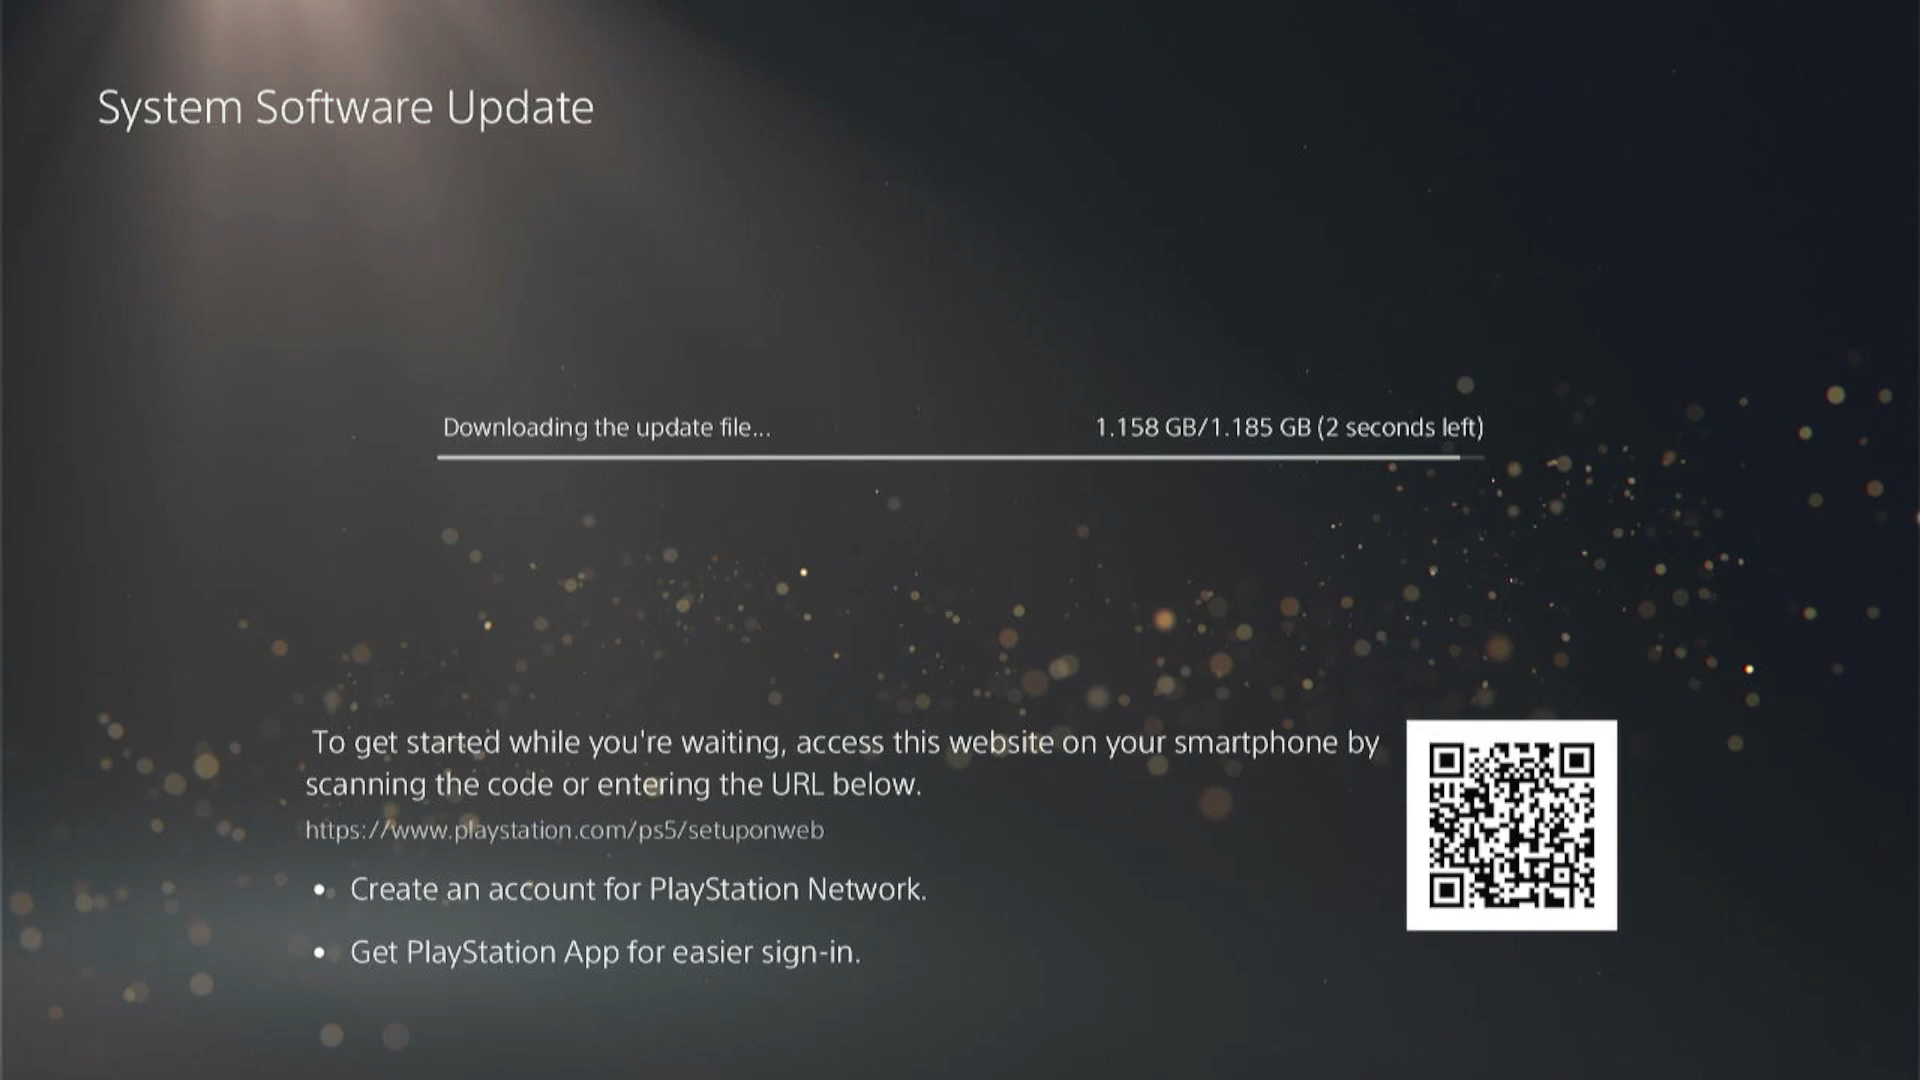 System Software Update
Downloading the update file...
1.158 GB/1.185 GB (2 seconds left)
To get started while you're waiting, access this website on your smartphone by
scanning the code or entering the URL below.
https://www.playstation.com/ps5/setuponweb
• Create an account for PlayStation Network.
• Get PlayStation App for easier sign-in.